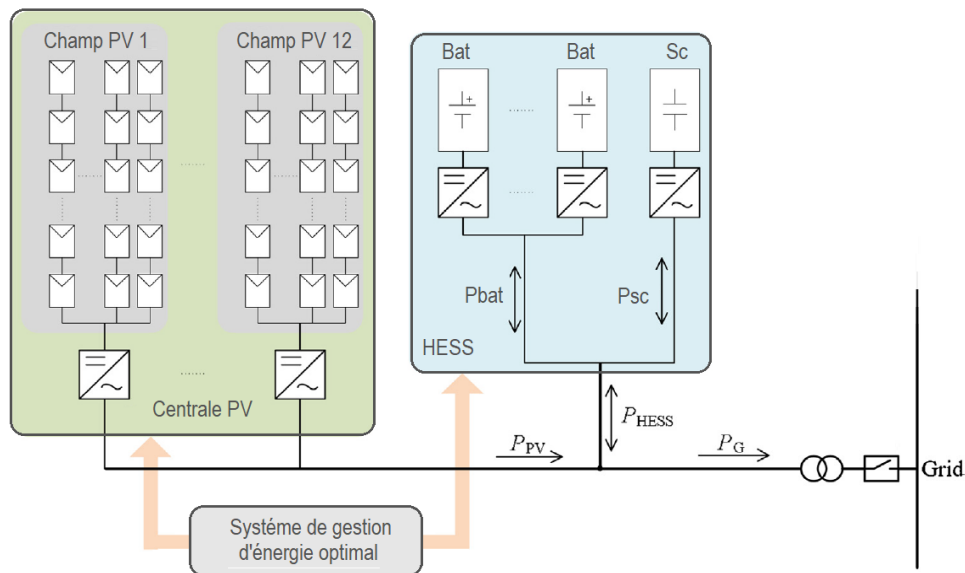 Champ PV 1
Champ PV 12
Centrale PV
Bat
Bat
Sc
Pbat
Psc
HESS
P_HESS
P_PV
P_G
Grid
Systéme de gestion
d'énergie optimal